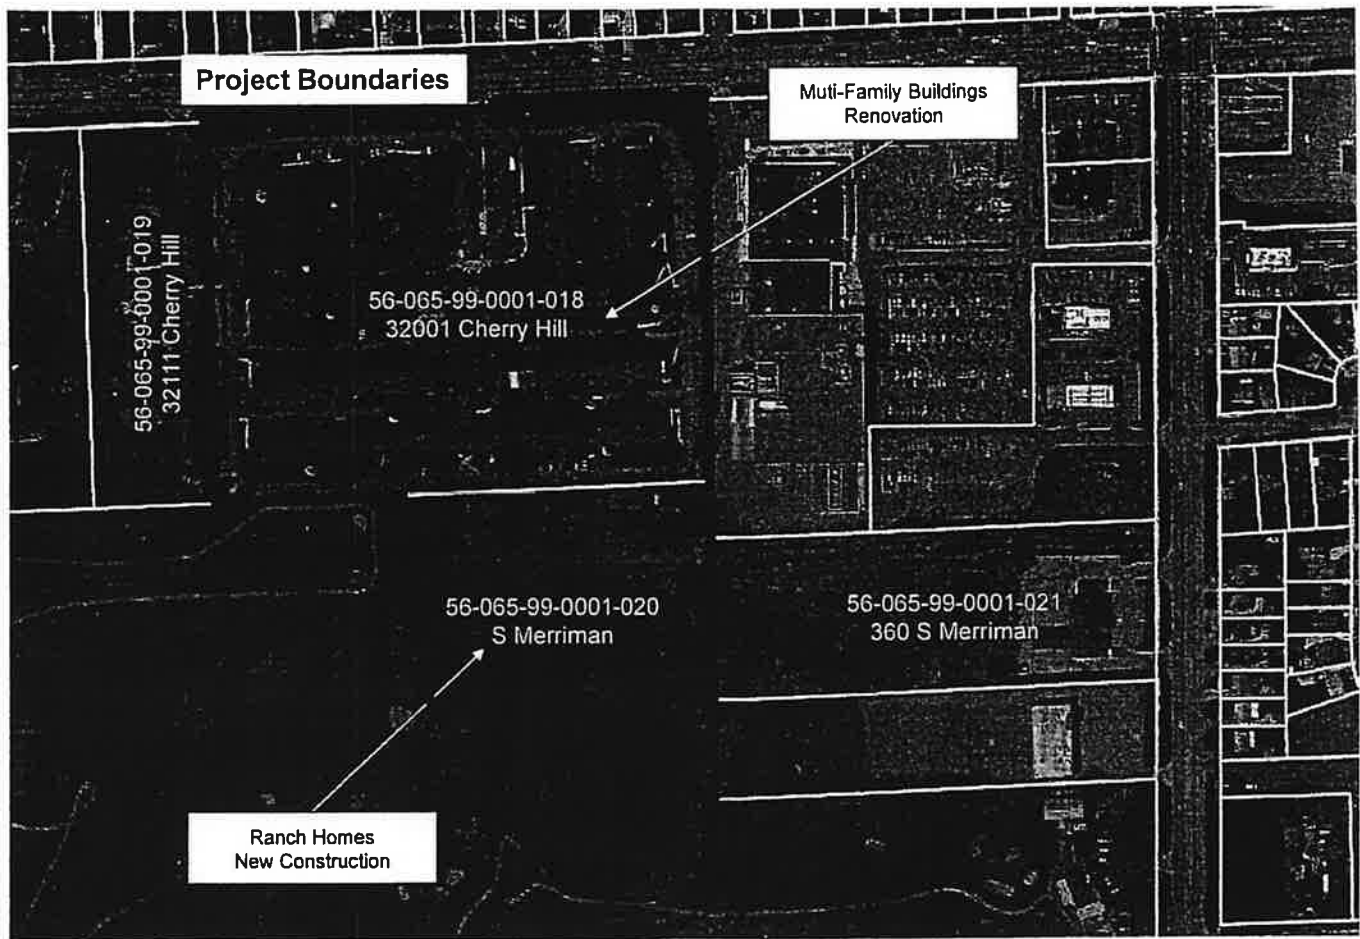 Project Boundaries
Muti-Family Buildings
Renovation
56-065-99-0001-019
32111 Cherry Hill
56-065-99-0001-018
32001 Cherry Hill
56-065-99-0001-020
S Merriman
56-065-99-0001-021
360 S Merriman
Ranch Homes
New Construction